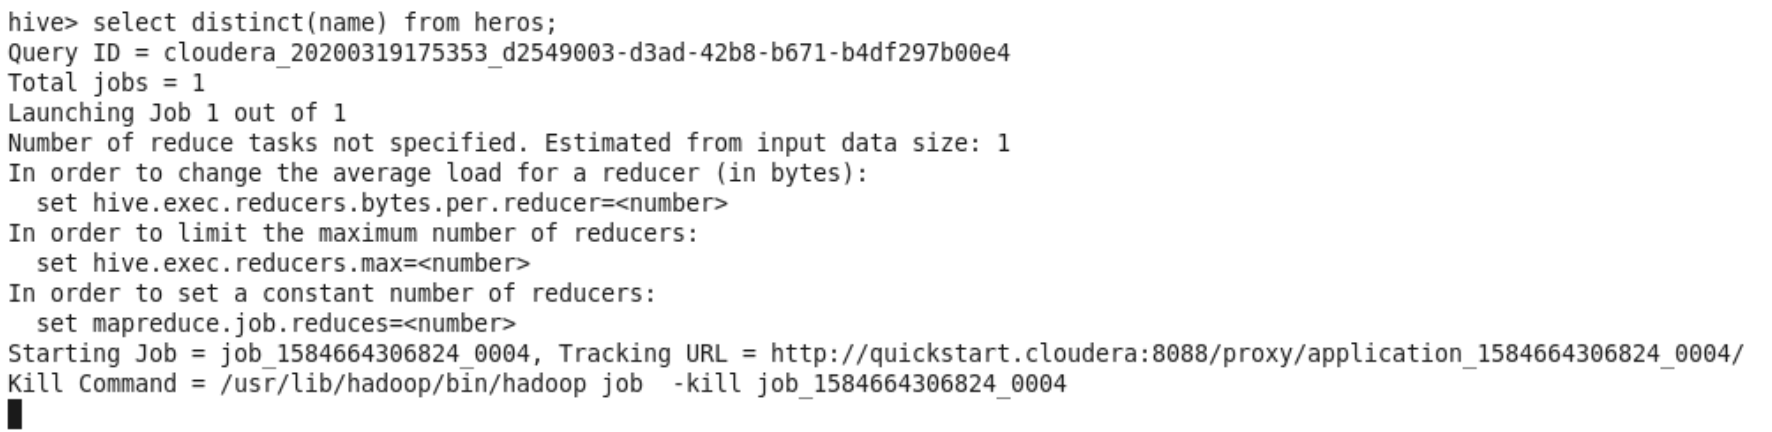 hive> select distinct(name) from heros;
Query ID = cloudera_20200319175353_d2549003-d3ad-42b8-b671-b4df297b00e4
Total jobs = 1
Launching Job 1 out of 1
Number of reduce tasks not specified. Estimated from input data size: 1
In order to change the average load for a reducer (in bytes):
  set hive.exec.reducers.bytes.per.reducer=<number>
In order to limit the maximum number of reducers:
  set hive.exec.reducers.max=<number>
In order to set a constant number of reducers:
  set mapreduce.job.reduces=<number>
Starting Job = job_1584664306824_0004, Tracking URL = http://quickstart.cloudera:8088/proxy/application_1584664306824_0004/
Kill Command = /usr/lib/hadoop/bin/hadoop job  -kill job_1584664306824_0004